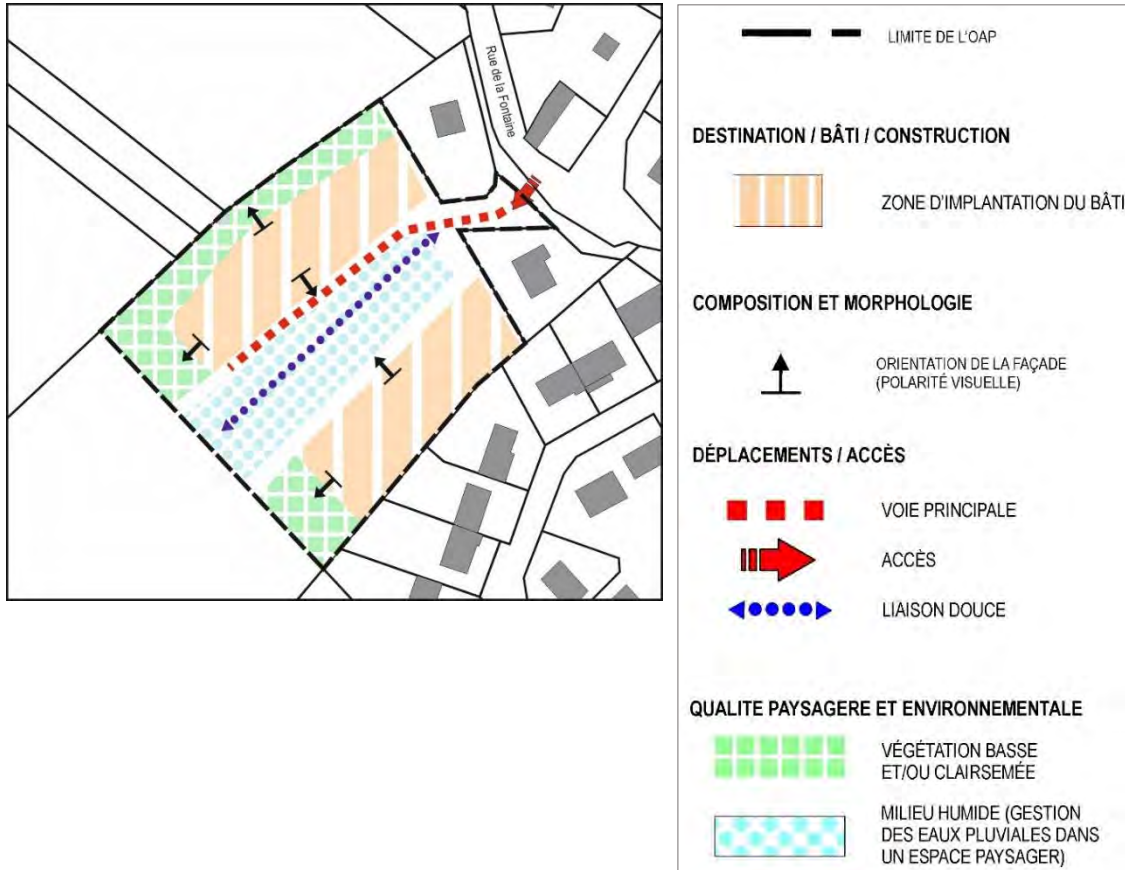 Rue de la Fontaine
LIMITE DE L'OAP
DESTINATION / BÂTI / CONSTRUCTION
ZONE D'IMPLANTATION DU BÂTI
COMPOSITION ET MORPHOLOGIE
ORIENTATION DE LA FAÇADE
(POLARITÉ VISUELLE)
DÉPLACEMENTS / ACCÈS
VOIE PRINCIPALE
ACCÈS
LIAISON DOUCE
QUALITE PAYSAGERE ET ENVIRONNEMENTALE
VÉGÉTATION BASSE
ET/OU CLAIRSEMÉE
MILIEU HUMIDE (GESTION
DES EAUX PLUVIALES DANS
UN ESPACE PAYSAGER)